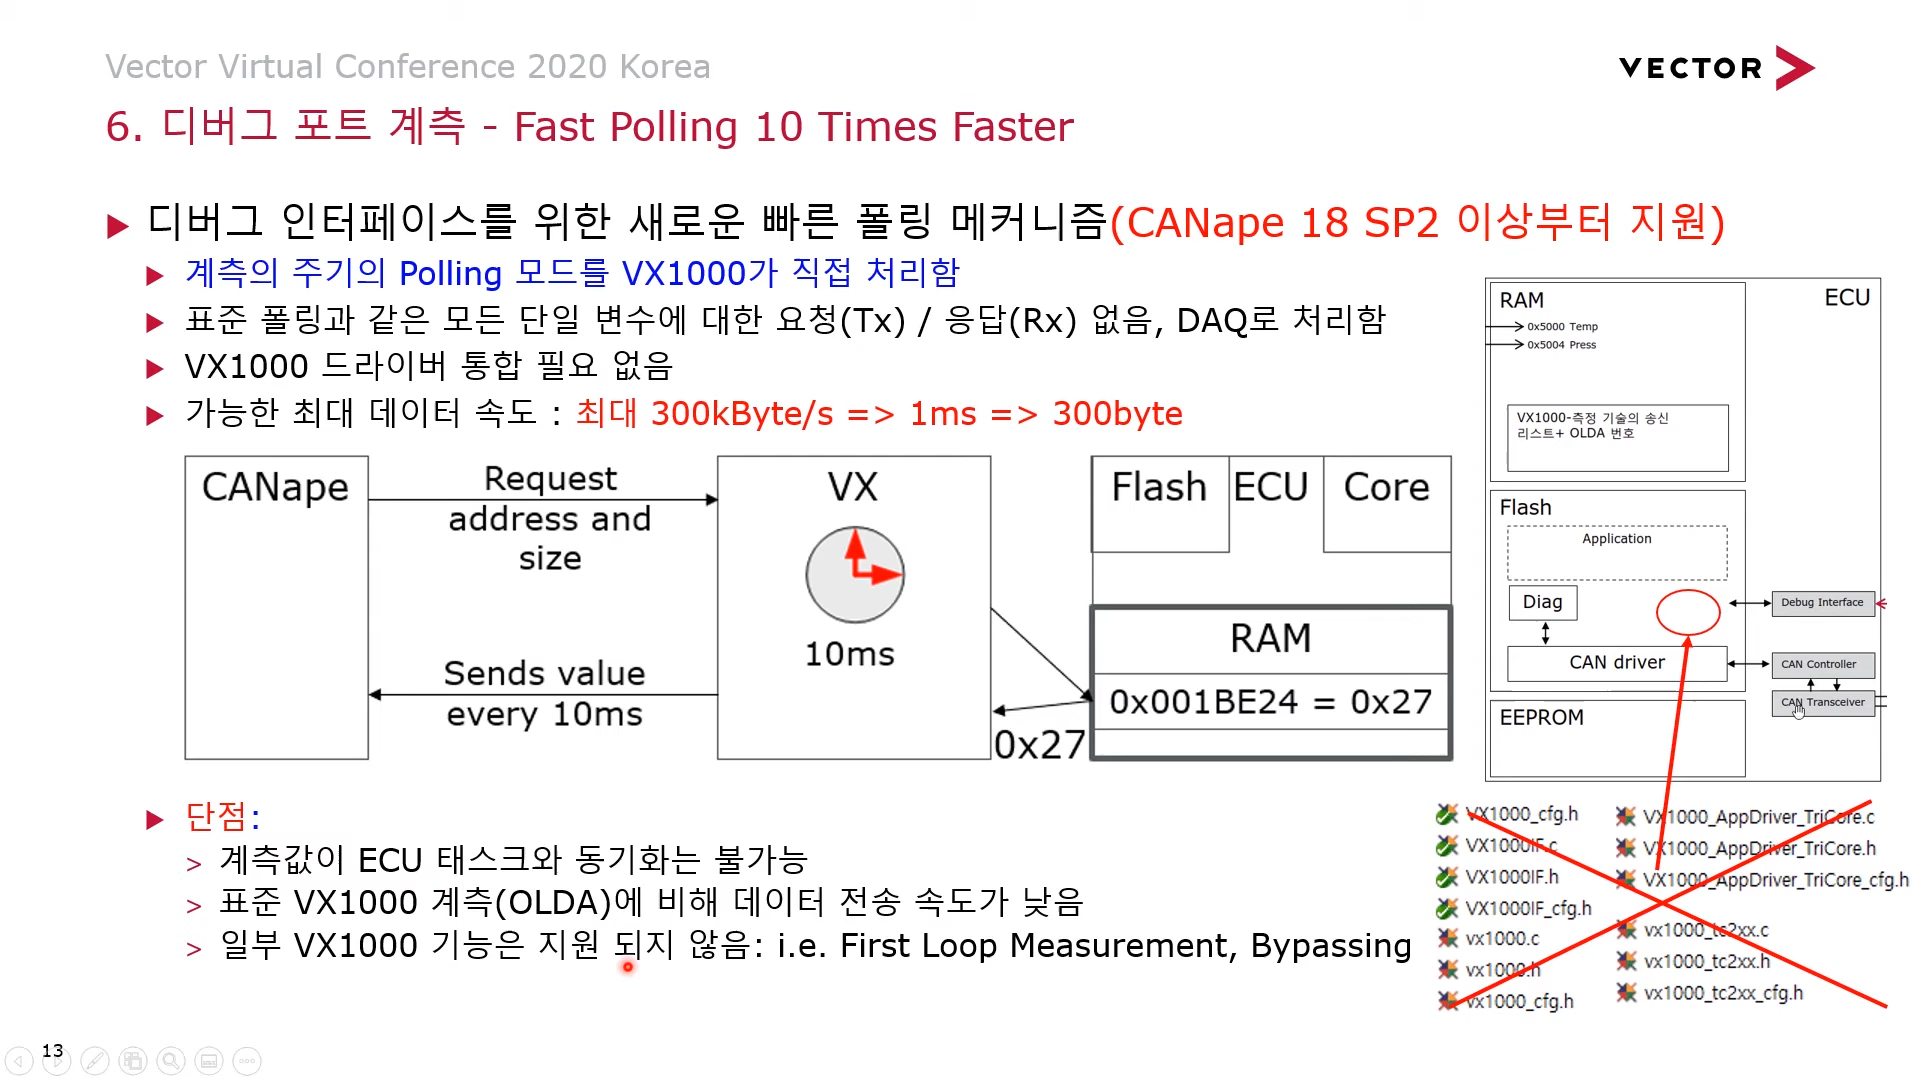 Vector Virtual Conference 2020 Korea
VECTOR
6. 디버그 포트 계측 - Fast Polling 10 Times Faster
디버그 인터페이스를 위한 새로운 빠른 폴링 메커니즘(CANape 18 SP2 이상부터 지원)
계측의 주기의 Polling 모드를 VX1000가 직접 처리함
표준 폴링과 같은 모든 단일 변수에 대한 요청(Tx) / 응답(Rx) 없음, DAQ로 처리함
VX1000 드라이버 통합 필요 없음
가능한 최대 데이터 속도 : 최대 300kByte/s => 1ms => 300byte
CANape
Request
address and
size
Sends value
every 10ms
VX
10ms
0x27
Flash
ECU
Core
RAM
0x001BE24 = 0x27
RAM
ECU
0x5000 Temp
0x5004 Press
VX1000-측정 기술의 송신
리스트+ OLDA 번호
Flash
Application
Diag
CAN driver
EEPROM
Debug Interface
CAN Controller
CAN Transceiver
단점:
계측값이 ECU 태스크와 동기화는 불가능
표준 VX1000 계측(OLDA)에 비해 데이터 전송 속도가 낮음
일부 VX1000 기능은 지원 되지 않음: i.e. First Loop Measurement, Bypassing
VX1000_cfg.h
VX1000IF.c
VX1000IF.h
VX1000IF_cfg.h
vx1000.c
vx1000.h
vx1000_cfg.h
VX1000_AppDriver_TriCore.c
VX1000_AppDriver_TriCore.h
VX1000_AppDriver_TriCore_cfg.h
vx1000_tc2xx.c
vx1000_tc2xx.h
vx1000_tc2xx_cfg.h
13